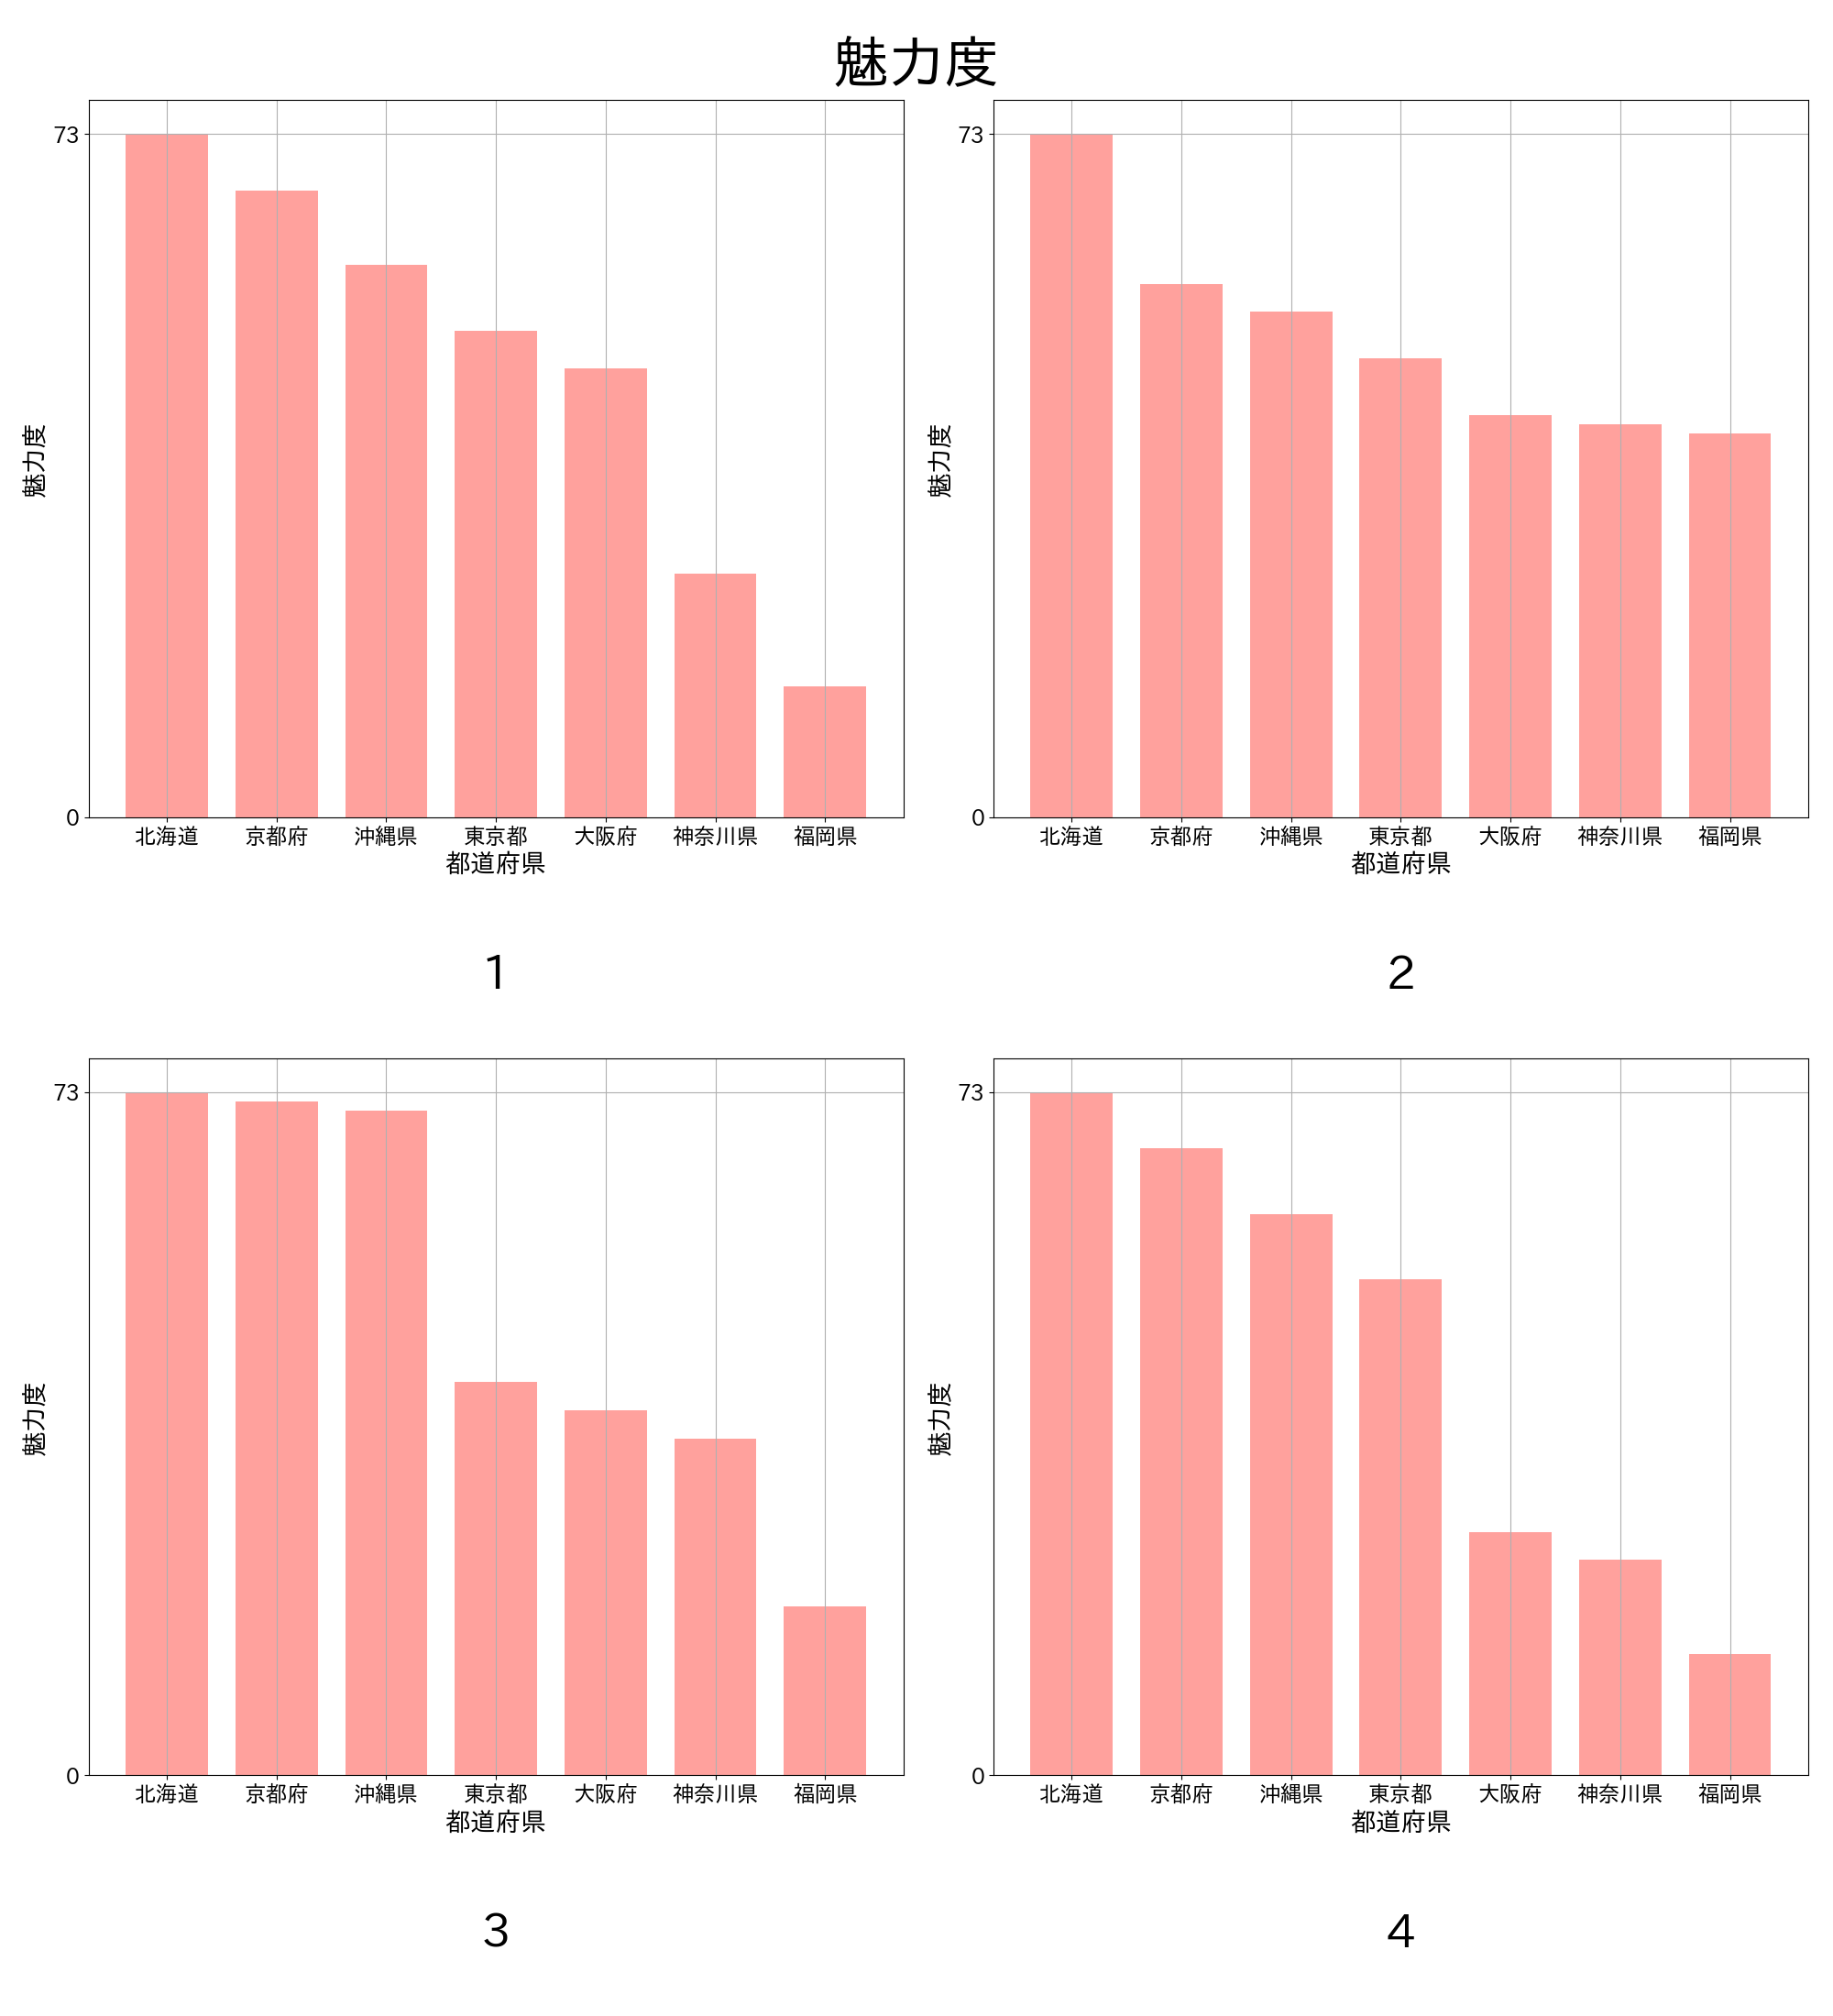 魅力度
73
0
魅力度
北海道 京都府 沖縄県 東京都 大阪府 神奈川県 福岡県
都道府県
1
73
0
魅力度
北海道 京都府 沖縄県 東京都 大阪府 神奈川県 福岡県
都道府県
2
73
0
魅力度
北海道 京都府 沖縄県 東京都 大阪府 神奈川県 福岡県
都道府県
3
73
0
魅力度
北海道 京都府 沖縄県 東京都 大阪府 神奈川県 福岡県
都道府県
4